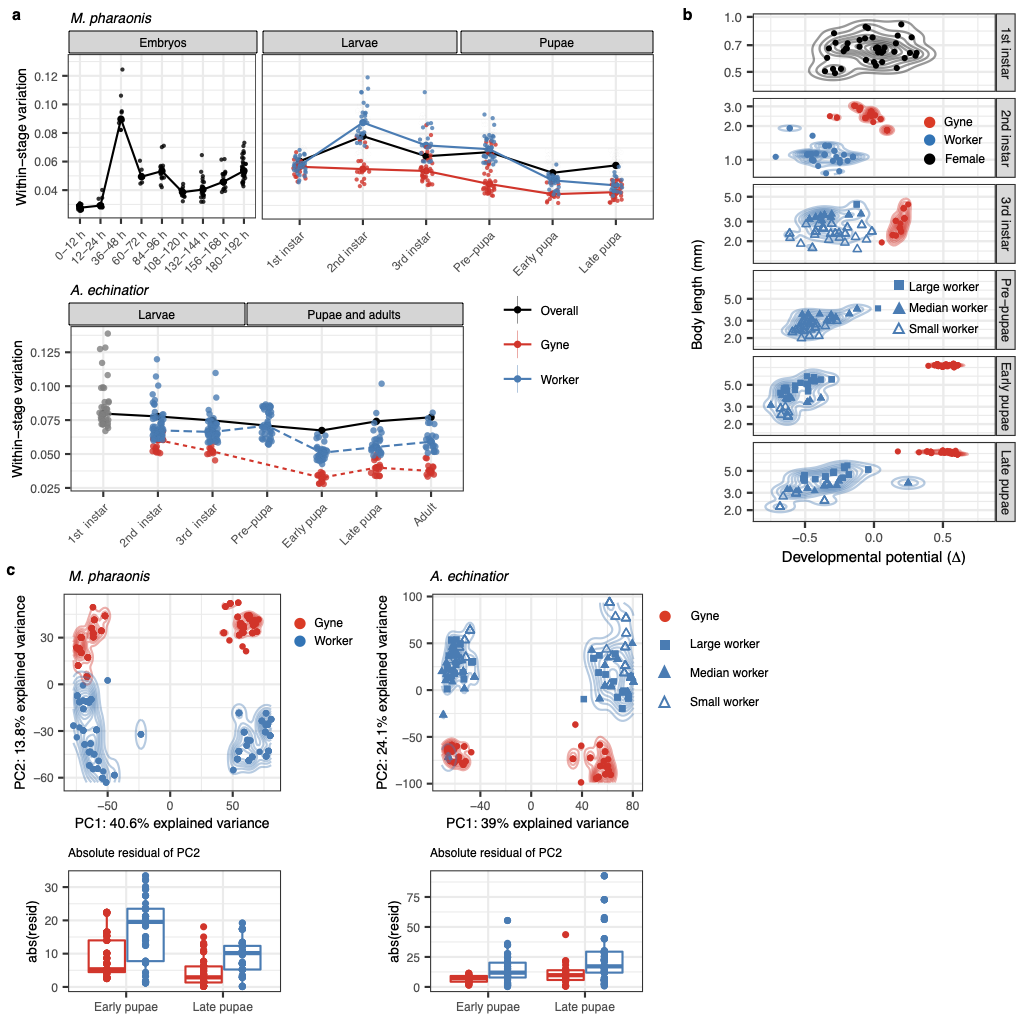 a
M. pharaonis
Embryos
Larvae
Pupae
Within−stage variation
0.12
0.10
0.08
0.06
0.04
0−12 h
12−24 h
36−48 h
60−72 h
84−96 h
108−120 h
132−144 h
156−168 h
180−192 h
1st instar
2nd instar
3rd instar
Pre−pupa
Early pupa
Late pupa
A. echinatior
Larvae
Pupae and adults
Within−stage variation
0.125
0.100
0.075
0.050
0.025
1st instar
2nd instar
3rd instar
Pre−pupa
Early pupa
Late pupa
Adult
Overall
Gyne
Worker
b
Body length (mm)
1.0
0.7
0.5
1st instar
3.0
2.0
1.0
Gyne
Worker
Female
2nd instar
5.0
3.0
2.0
3rd instar
5.0
3.0
2.0
Large worker
Median worker
Small worker
Pre−pupae
5.0
3.0
2.0
Early pupae
5.0
3.0
2.0
Late pupae
−0.5
0.0
0.5
Developmental potential (Δ)
c
M. pharaonis
PC2: 13.8% explained variance
30
0
−30
−60
−50
0
50
PC1: 40.6% explained variance
Gyne
Worker
A. echinatior
PC2: 24.1% explained variance
100
50
0
−50
−100
−40
0
40
80
PC1: 39% explained variance
Gyne
Large worker
Median worker
Small worker
Absolute residual of PC2
abs(resid)
30
20
10
0
Early pupae
Late pupae
Absolute residual of PC2
abs(resid)
75
50
25
0
Early pupae
Late pupae